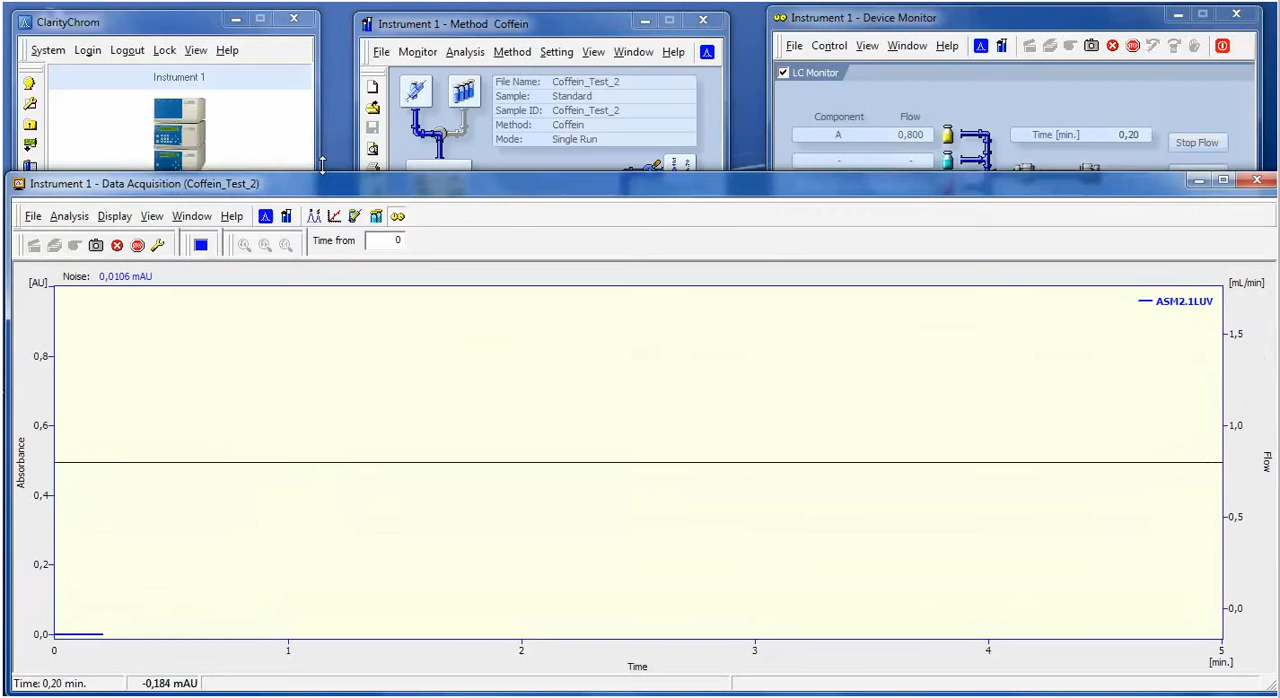 ClarityChrom
System Login Logout Lock View Help
Instrument 1
Instrument 1 - Method Coffein
File Monitor Analysis Method Setting View Window Help
File Name: Coffein_Test_2
Sample: Standard
Sample ID: Coffein_Test_2
Method: Coffein
Mode: Single Run
Instrument 1 - Device Monitor
File Control View Window Help
LC Monitor
Component Flow
A 0,800 Time [min.] 0,20 Stop Flow
- -
Instrument 1 - Data Acquisition (Coffein_Test_2)
File Analysis Display View Window Help
Time from 0
Noise: 0,0106 mAU
[AU] [mL/min]
ASM2.1LUV
0,8
0,6
0,4
0,2
0,0
Absorbance
1,5
1,0
0,5
0,0
Flow
0 1 2 3 4 5
Time [min.]
Time: 0,20 min. -0,184 mAU